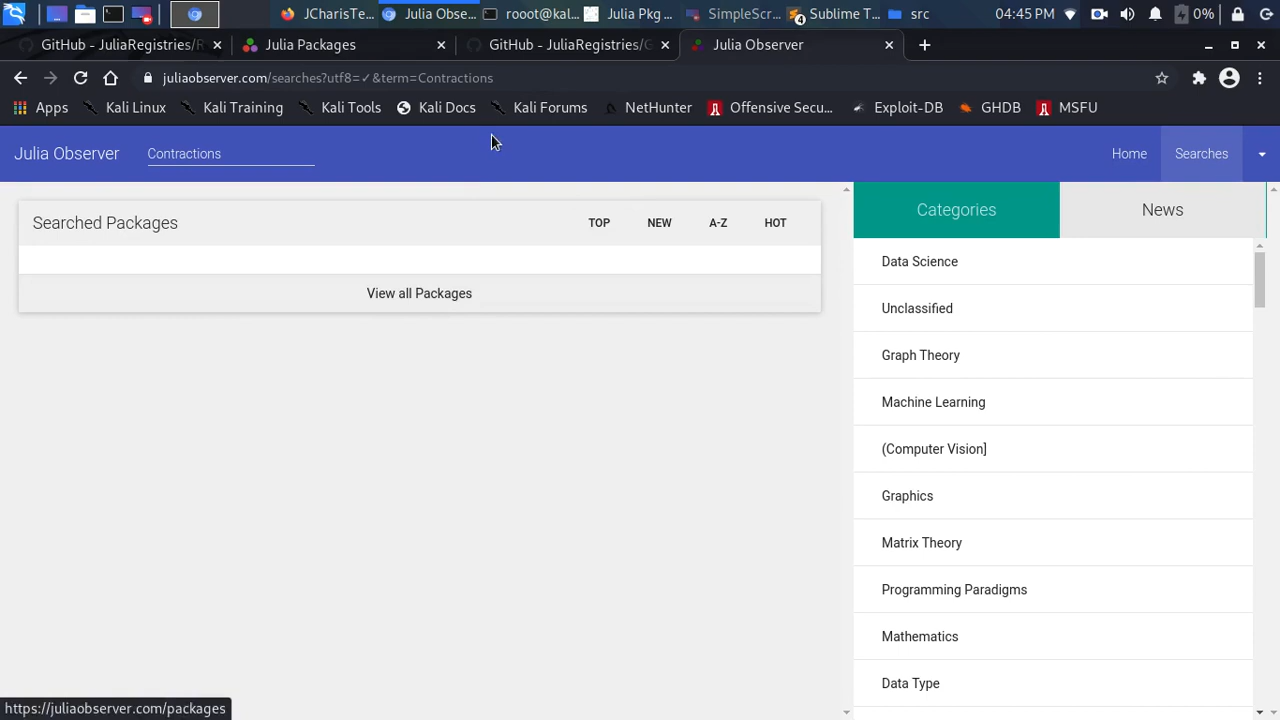 JCharisTe...
Julia Obse...
rooot@kal...
Julia Pkg ...
SimpleScr...
4
Sublime T...
src
04:45 PM
0%
GitHub - JuliaRegistries/R
Julia Packages
GitHub - JuliaRegistries/G
Julia Observer
juliaobserver.com/searches?utf8=✓&term=Contractions
Apps
Kali Linux
Kali Training
Kali Tools
Kali Docs
Kali Forums
NetHunter
Offensive Secu...
Exploit-DB
GHDB
MSFU
Julia Observer
Contractions
Home
Searches
Searched Packages
TOP
NEW
A-Z
HOT
View all Packages
Categories
News
Data Science
Unclassified
Graph Theory
Machine Learning
(Computer Vision]
Graphics
Matrix Theory
Programming Paradigms
Mathematics
Data Type
https://juliaobserver.com/packages